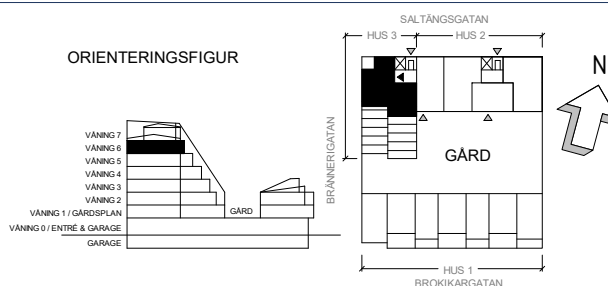 SALTÄNGSGATAN
HUS 3
HUS 2
ORIENTERINGSFIGUR
N
BRÄNNERIGATAN
VÅNING 7
VÅNING 6
VÅNING 5
VÅNING 4
VÅNING 3
VÅNING 2
VÅNING 1 / GÅRDSPLAN
GÅRD
VÅNING 0 / ENTRÉ & GARAGE
GARAGE
GÅRD
HUS 1
BROKIKARGATAN